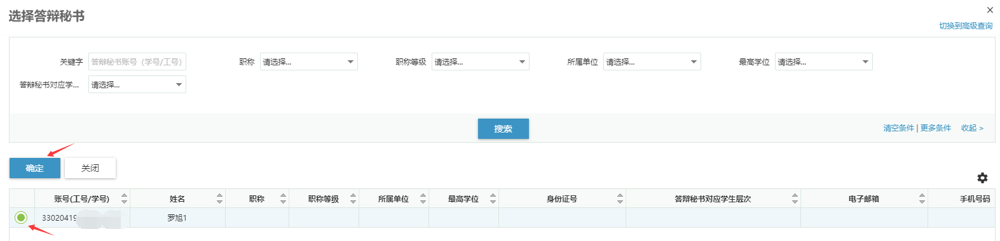 选择答辩秘书
×
切换到高级查询
关键字 答辩秘书账号（学号/工号） 职称 请选择... 职称等级 请选择... 所属单位 请选择... 最高学位 请选择...
答辩秘书对应学... 请选择...
搜索
清空条件 | 更多条件 收起 >
确定 关闭
账号(工号/学号) 姓名 职称 职称等级 所属单位 最高学位 身份证号 答辩秘书对应学生层次 电子邮箱 手机号码
33020419 罗旭1